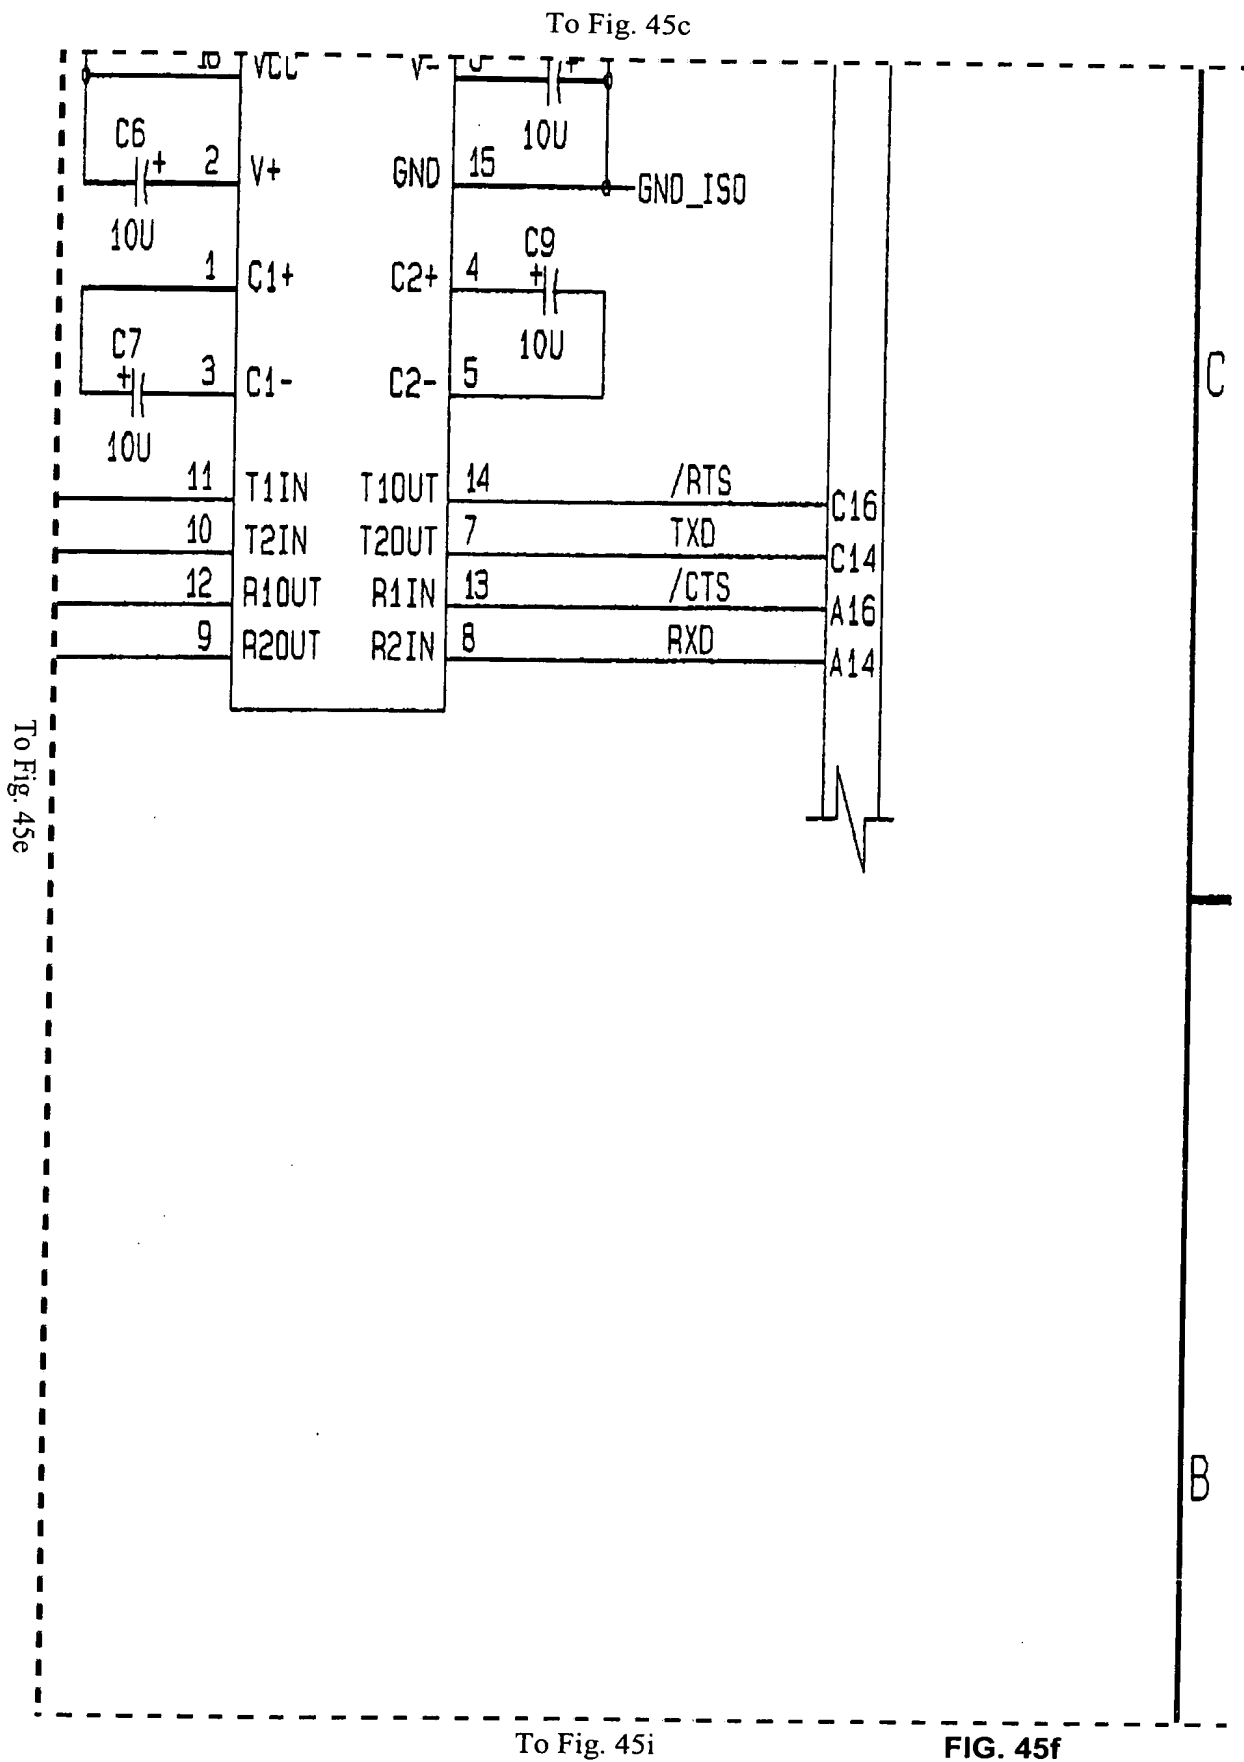 To Fig. 45c
16 VCC V-
10U
C6
+ 2 V+ GND 15
GND_ISO
10U
C9
1 C1+ C2+ 4 +
C7
10U
+ 3 C1- C2- 5
C
10U
11 T1IN T1OUT 14 /RTS C16
10 T2IN T2OUT 7 TXD C14
12 R1OUT R1IN 13 /CTS A16
9 R2OUT R2IN 8 RXD A14
To Fig. 45e
B
To Fig. 45i
FIG. 45f